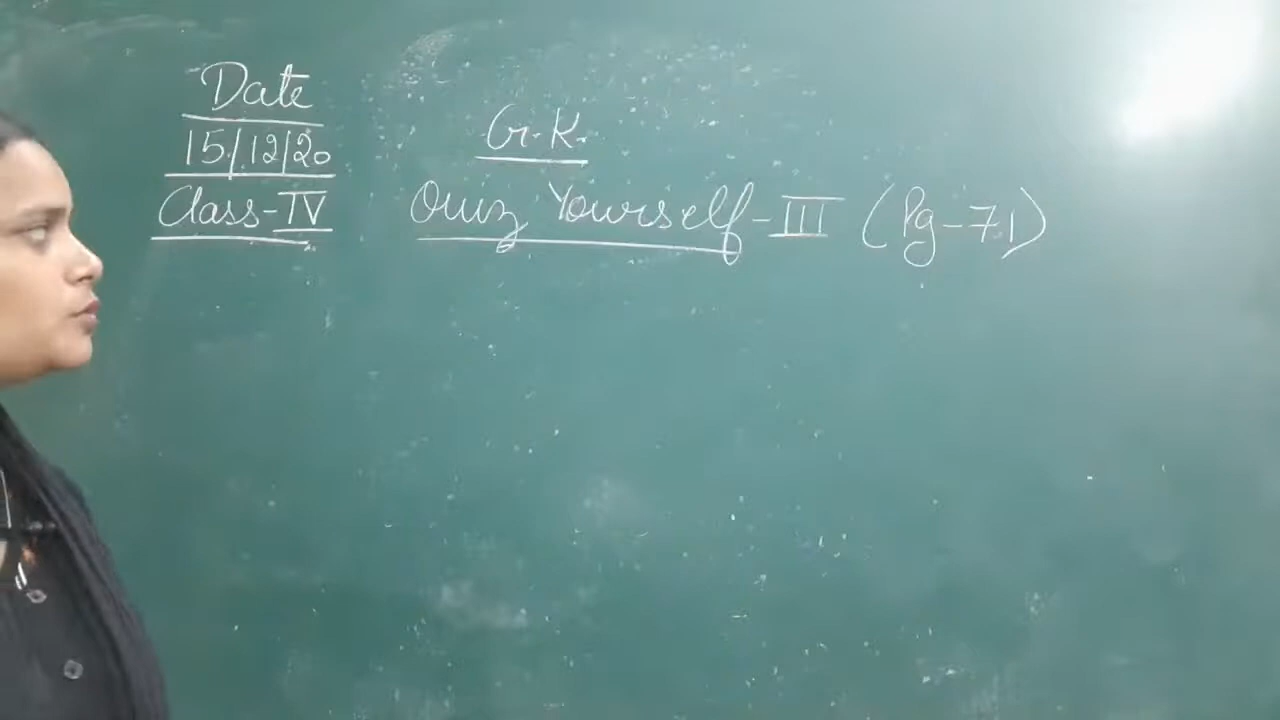 Date
15/12/20
Class-IV
G.K.
Quiz Yourself-III (Pg-71)